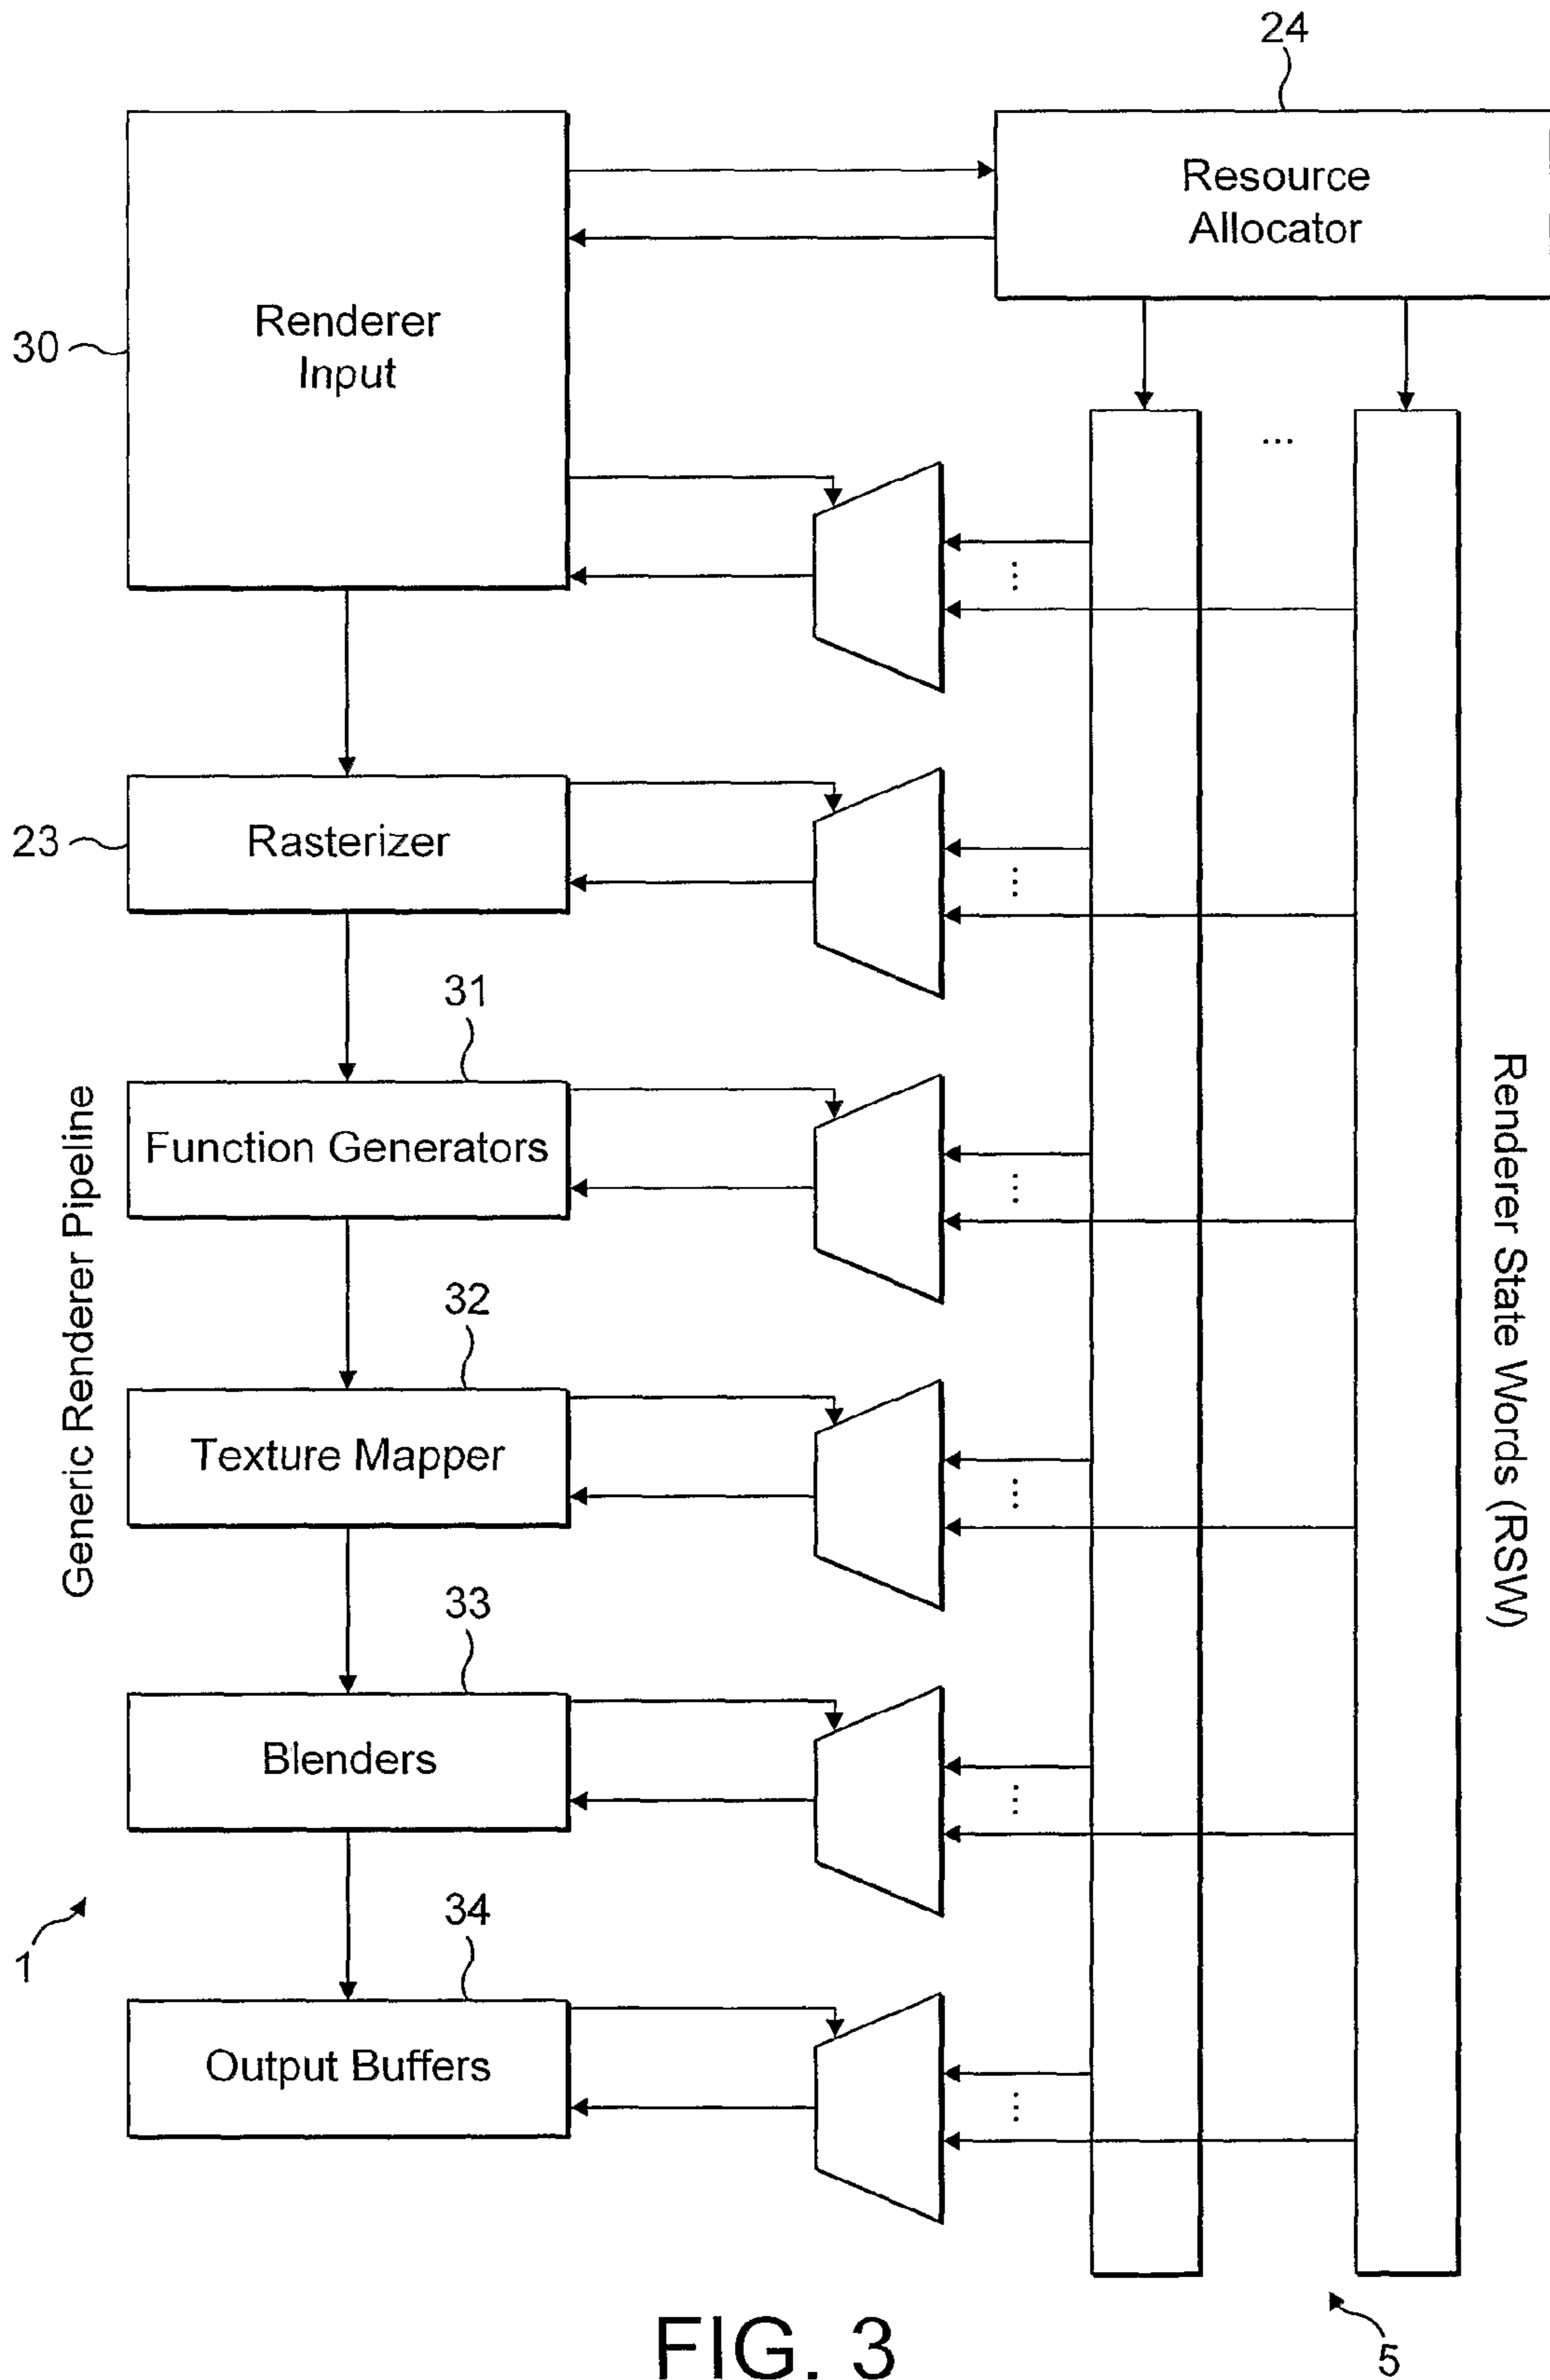 24
Resource
Allocator
Renderer
Input
30
...
...
Rasterizer
23
...
31
Function Generators
...
Generic Renderer Pipeline
Renderer State Words (RSW)
32
Texture Mapper
...
33
Blenders
...
1
34
Output Buffers
...
5
FIG. 3